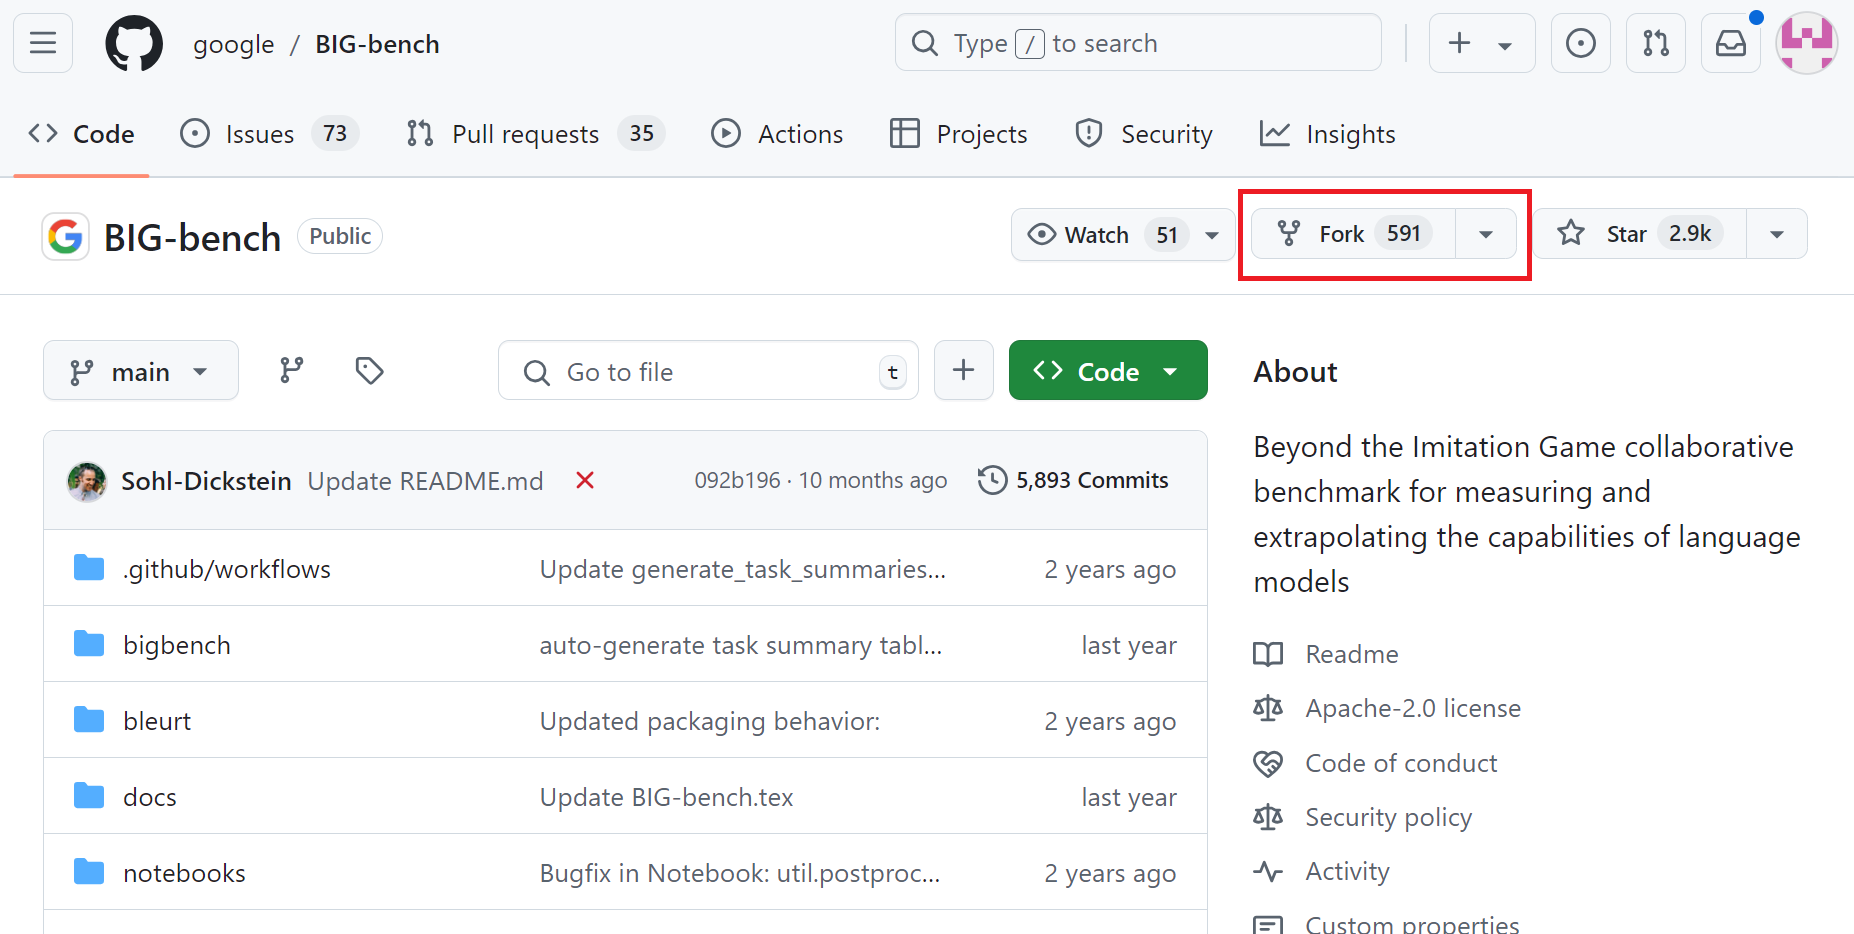 google / BIG-bench
Type / to search
Code
Issues 73
Pull requests 35
Actions
Projects
Security
Insights
BIG-bench Public
Watch 51
Fork 591
Star 2.9k
main
Go to file t
Code
Sohl-Dickstein Update README.md 092b196 · 10 months ago 5,893 Commits
.github/workflows Update generate_task_summaries... 2 years ago
bigbench auto-generate task summary tabl... last year
bleurt Updated packaging behavior: 2 years ago
docs Update BIG-bench.tex last year
notebooks Bugfix in Notebook: util.postproc... 2 years ago
About
Beyond the Imitation Game collaborative
benchmark for measuring and
extrapolating the capabilities of language
models
Readme
Apache-2.0 license
Code of conduct
Security policy
Activity
Custom properties